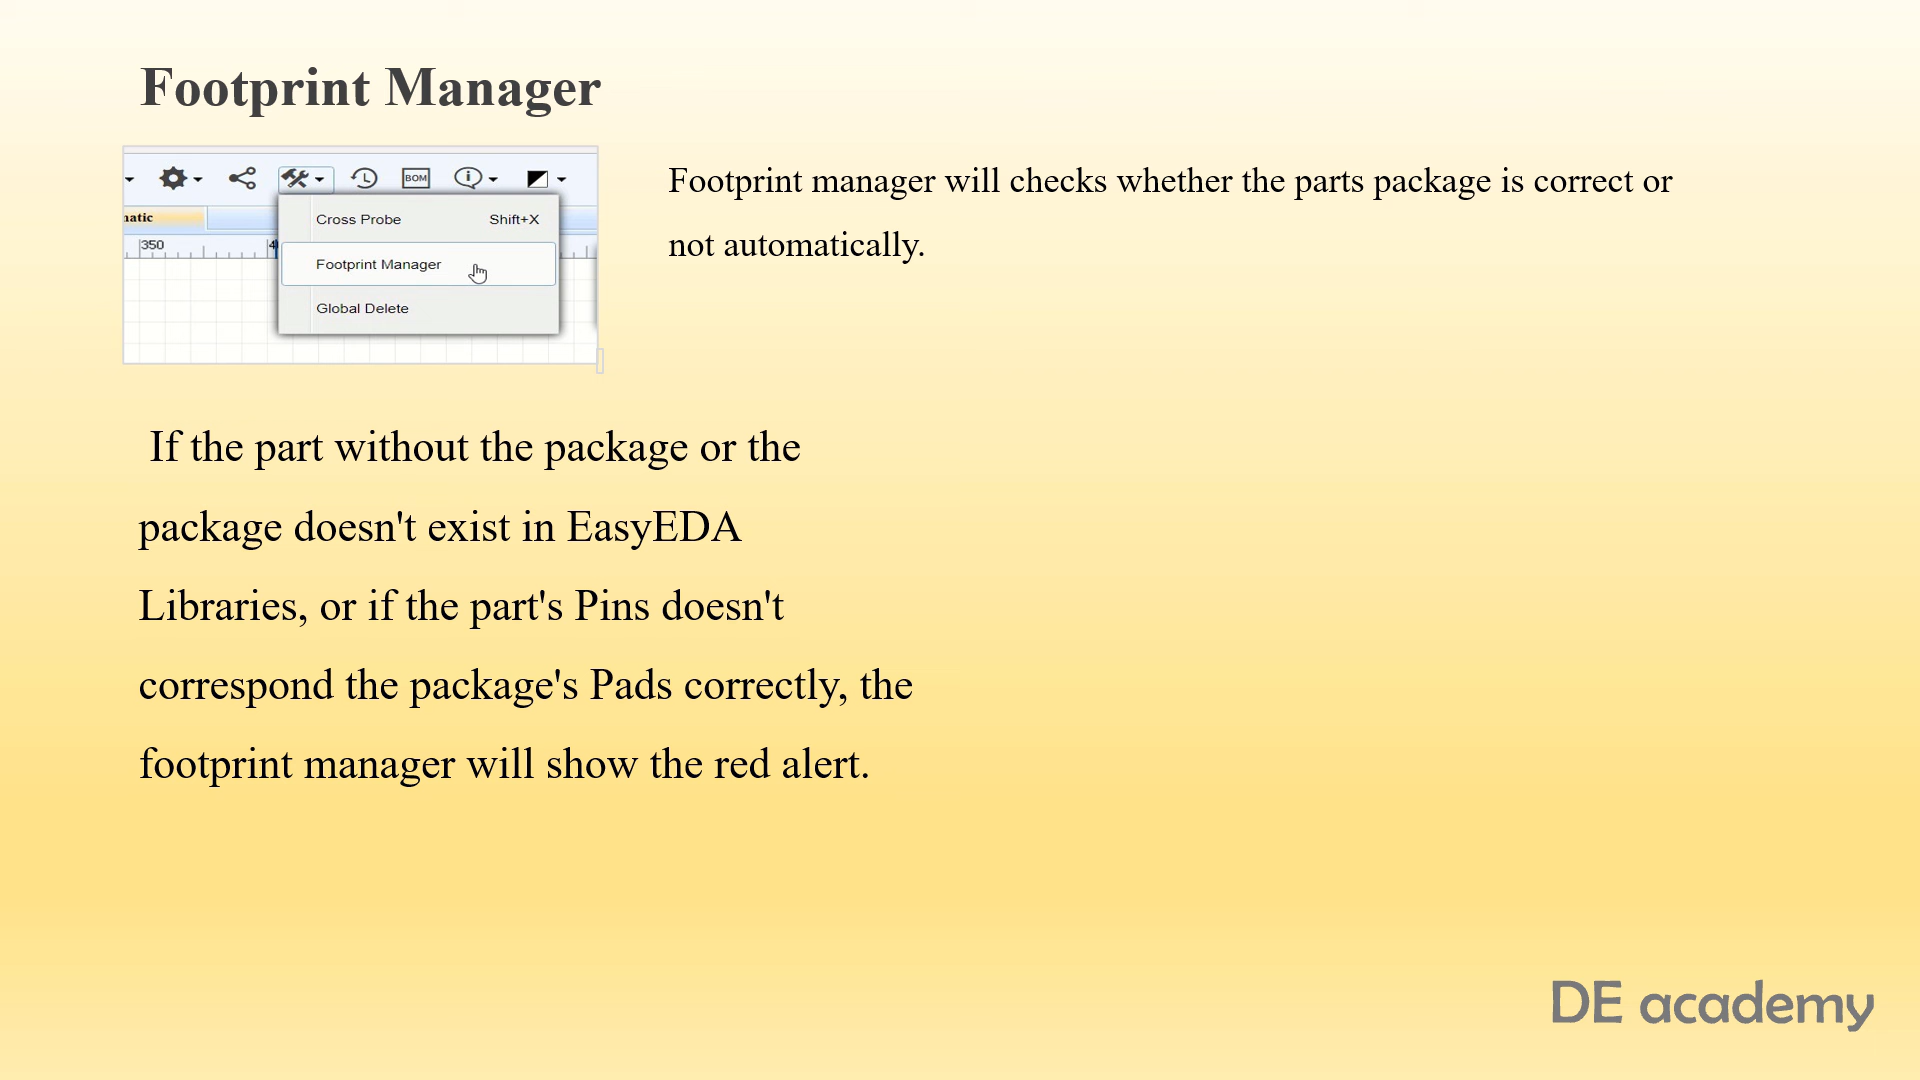 Footprint Manager
BOM
matic
350
Cross Probe Shift+X
Footprint Manager
Global Delete
Footprint manager will checks whether the parts package is correct or
not automatically.
If the part without the package or the
package doesn't exist in EasyEDA
Libraries, or if the part's Pins doesn't
correspond the package's Pads correctly, the
footprint manager will show the red alert.
DE academy